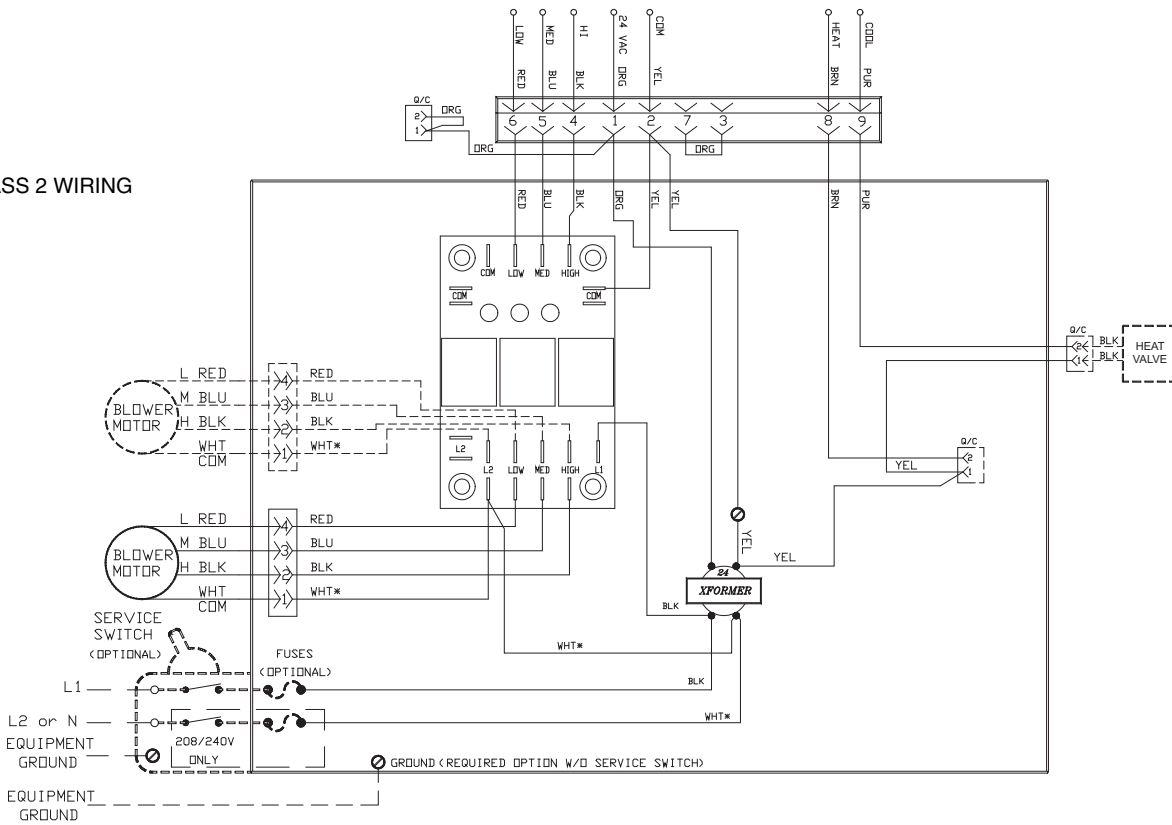 LOW MED HI 24 VAC COM HEAT COOL
RED BLU BLK ORG YEL BRN PUR
Q/C
2 ORG
1
6 5 4 1 2 7 3 8 9
ORG ORG
ASS 2 WIRING
RED BLU BLK ORG YEL YEL BRN PUR
COM LOW MED HIGH
COM COM
Q/C
2 BLK
1 BLK
HEAT
VALVE
L RED 4 RED
M BLU 3 BLU
H BLK 2 BLK
WHT 1 WHT*
COM
BLOWER
MOTOR
L2
L2 LOW MED HIGH L1
Q/C
2
1
YEL
L RED 4 RED
M BLU 3 BLU
H BLK 2 BLK
WHT 1 WHT*
COM
BLOWER
MOTOR
YEL
YEL
24
XFORMER
BLK
WHT*
SERVICE
SWITCH
(OPTIONAL)
FUSES
(OPTIONAL)
L1
BLK
L2 or N
WHT*
208/240V
ONLY
EQUIPMENT
GROUND
GROUND (REQUIRED OPTION W/O SERVICE SWITCH)
EQUIPMENT
GROUND